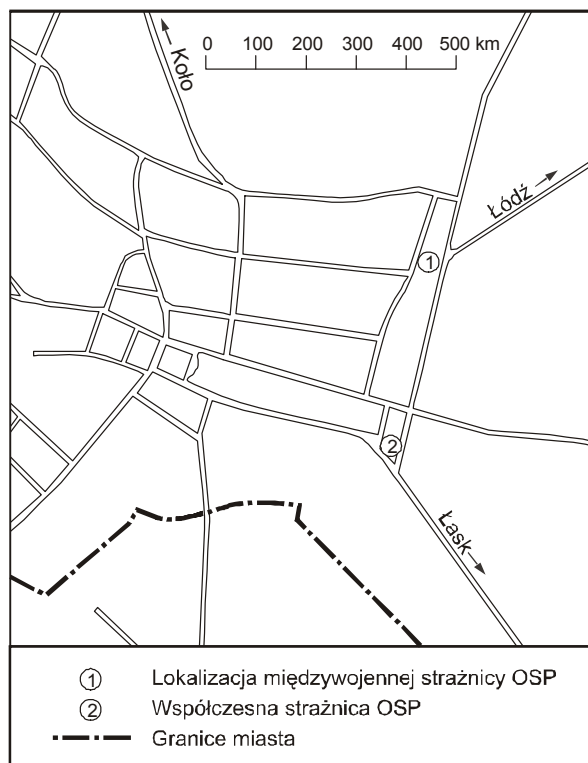 0 100 200 300 400 500 km
Koło
Łódź
1
2
Łask
1 Lokalizacja międzywojennej strażnicy OSP
2 Współczesna strażnica OSP
Granice miasta